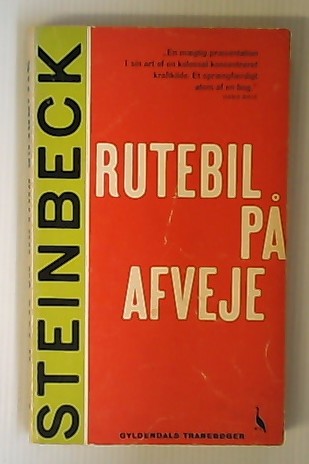 STEINBECK
„En mægtig præstation
i sin art af en kolossal koncentreret
kraftkilde. Et sprængfærdigt
atom af en bog."
RUTEBIL
PÅ
AFVEJE
GYLDENDALS TRANEBØGER